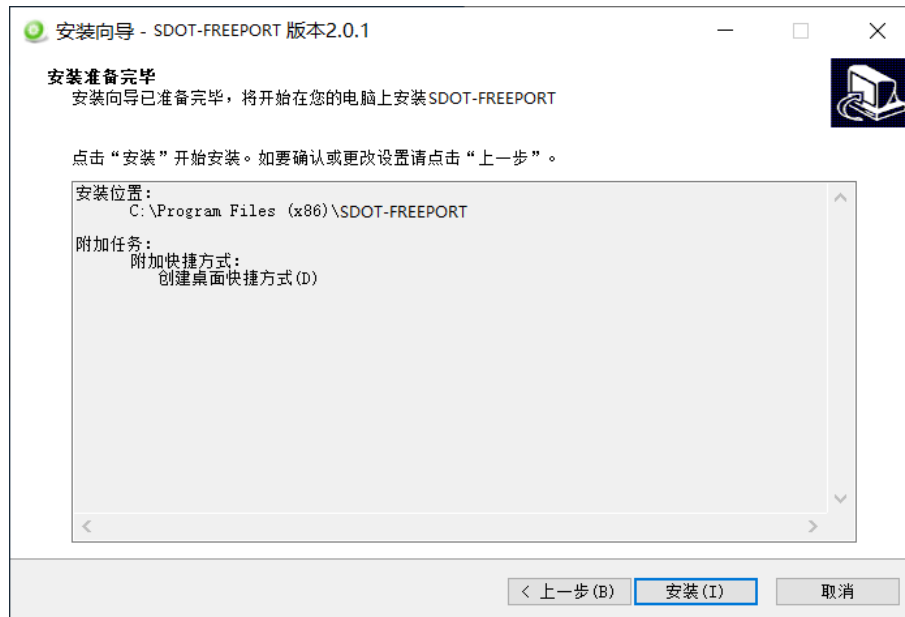 安装向导 - SDOT-FREEPORT 版本2.0.1
安装准备完毕
安装向导已准备完毕，将开始在您的电脑上安装SDOT-FREEPORT
点击“安装”开始安装。如要确认或更改设置请点击“上一步”。
安装位置：
C:\Program Files (x86)\SDOT-FREEPORT
附加任务：
附加快捷方式：
创建桌面快捷方式(D)
< 上一步(B)
安装(I)
取消